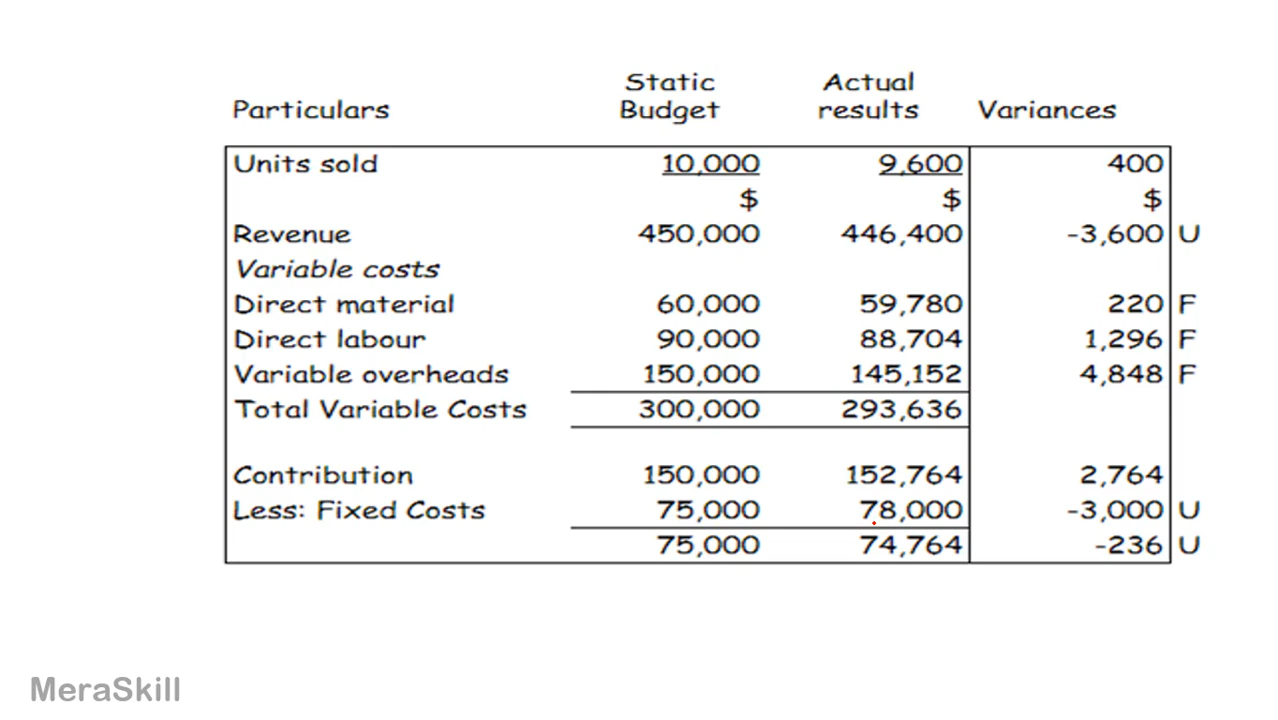 Static Actual
Particulars Budget results Variances
Units sold 10,000 9,600 400
$ $ $
Revenue 450,000 446,400 -3,600 U
Variable costs
Direct material 60,000 59,780 220 F
Direct labour 90,000 88,704 1,296 F
Variable overheads 150,000 145,152 4,848 F
Total Variable Costs 300,000 293,636
Contribution 150,000 152,764 2,764
Less: Fixed Costs 75,000 78,000 -3,000 U
75,000 74,764 -236 U
MeraSkill